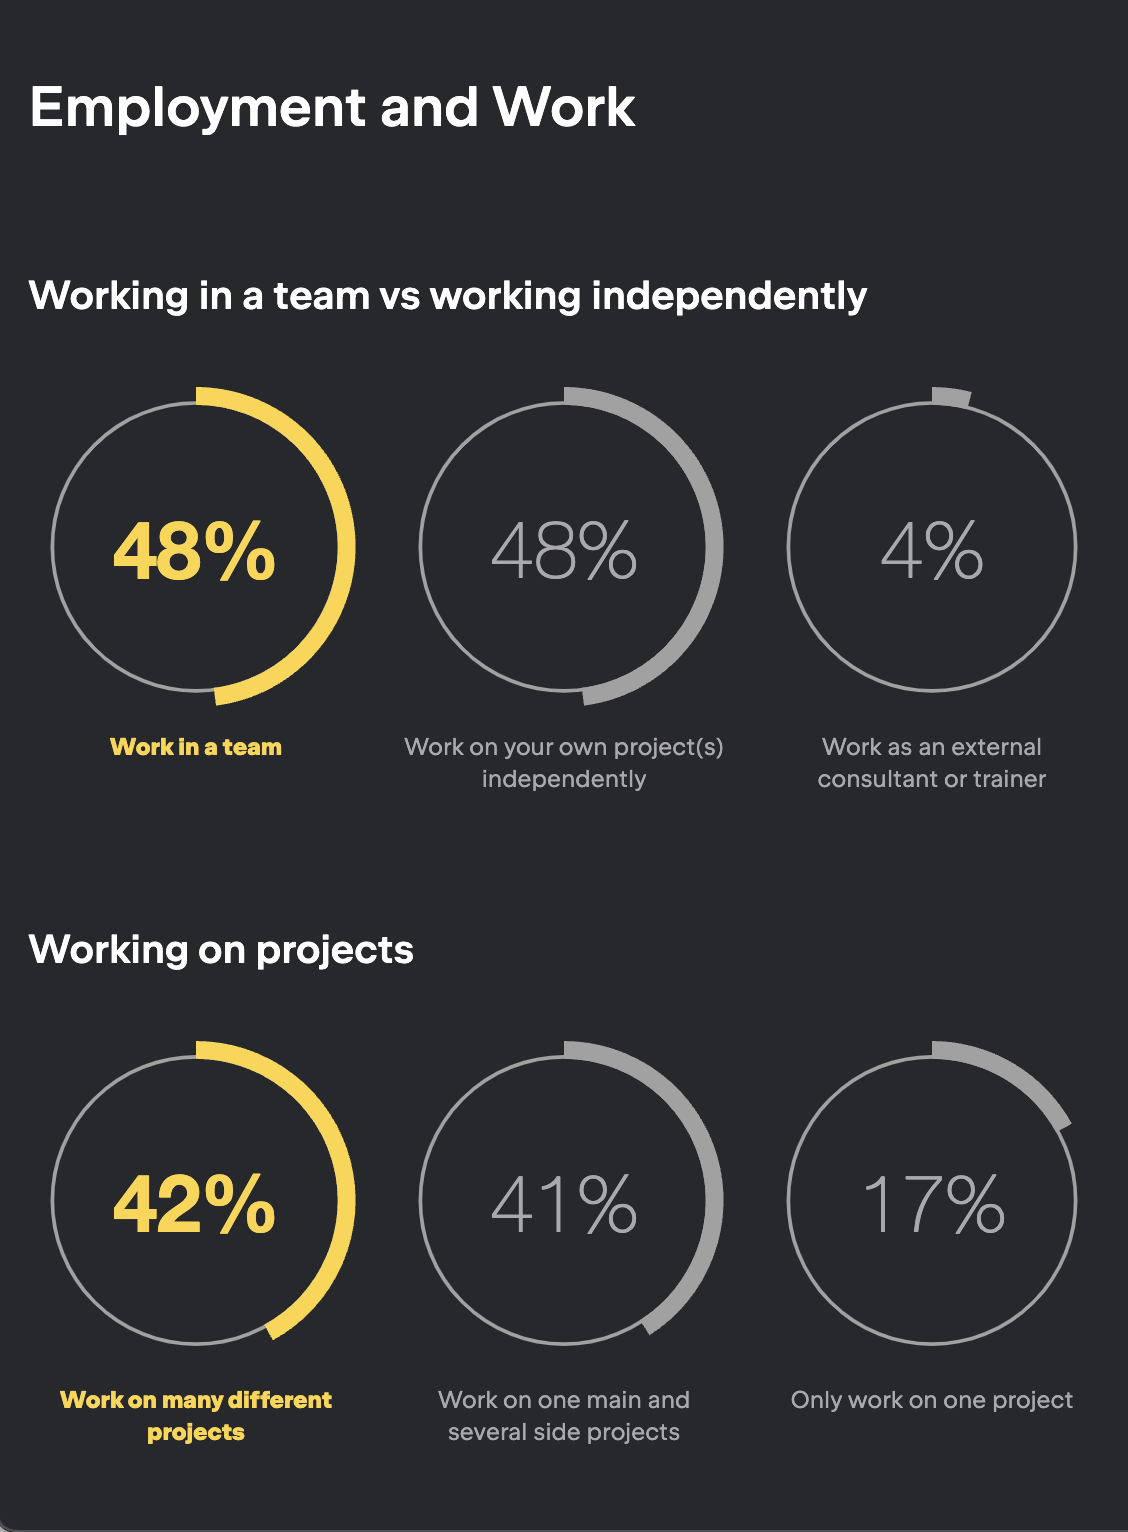 Employment and Work
Working in a team vs working independently
48%
48%
4%
Work in a team
Work on your own project(s)
independently
Work as an external
consultant or trainer
Working on projects
42%
41%
17%
Work on many different
projects
Work on one main and
several side projects
Only work on one project